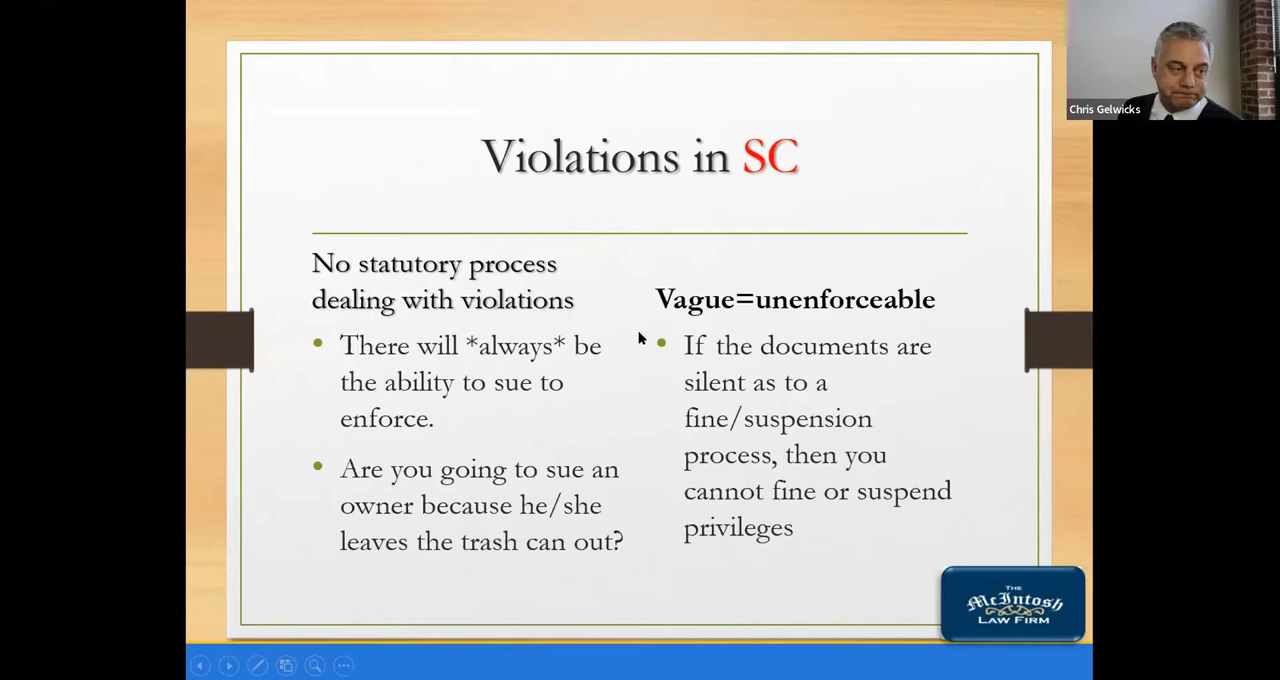 Chris Gelwicks
Violations in SC
No statutory process
dealing with violations
• There will *always* be
the ability to sue to
enforce.
• Are you going to sue an
owner because he/she
leaves the trash can out?
Vague=unenforceable
• If the documents are
silent as to a
fine/suspension
process, then you
cannot fine or suspend
privileges
THE
McIntosh
LAW FIRM